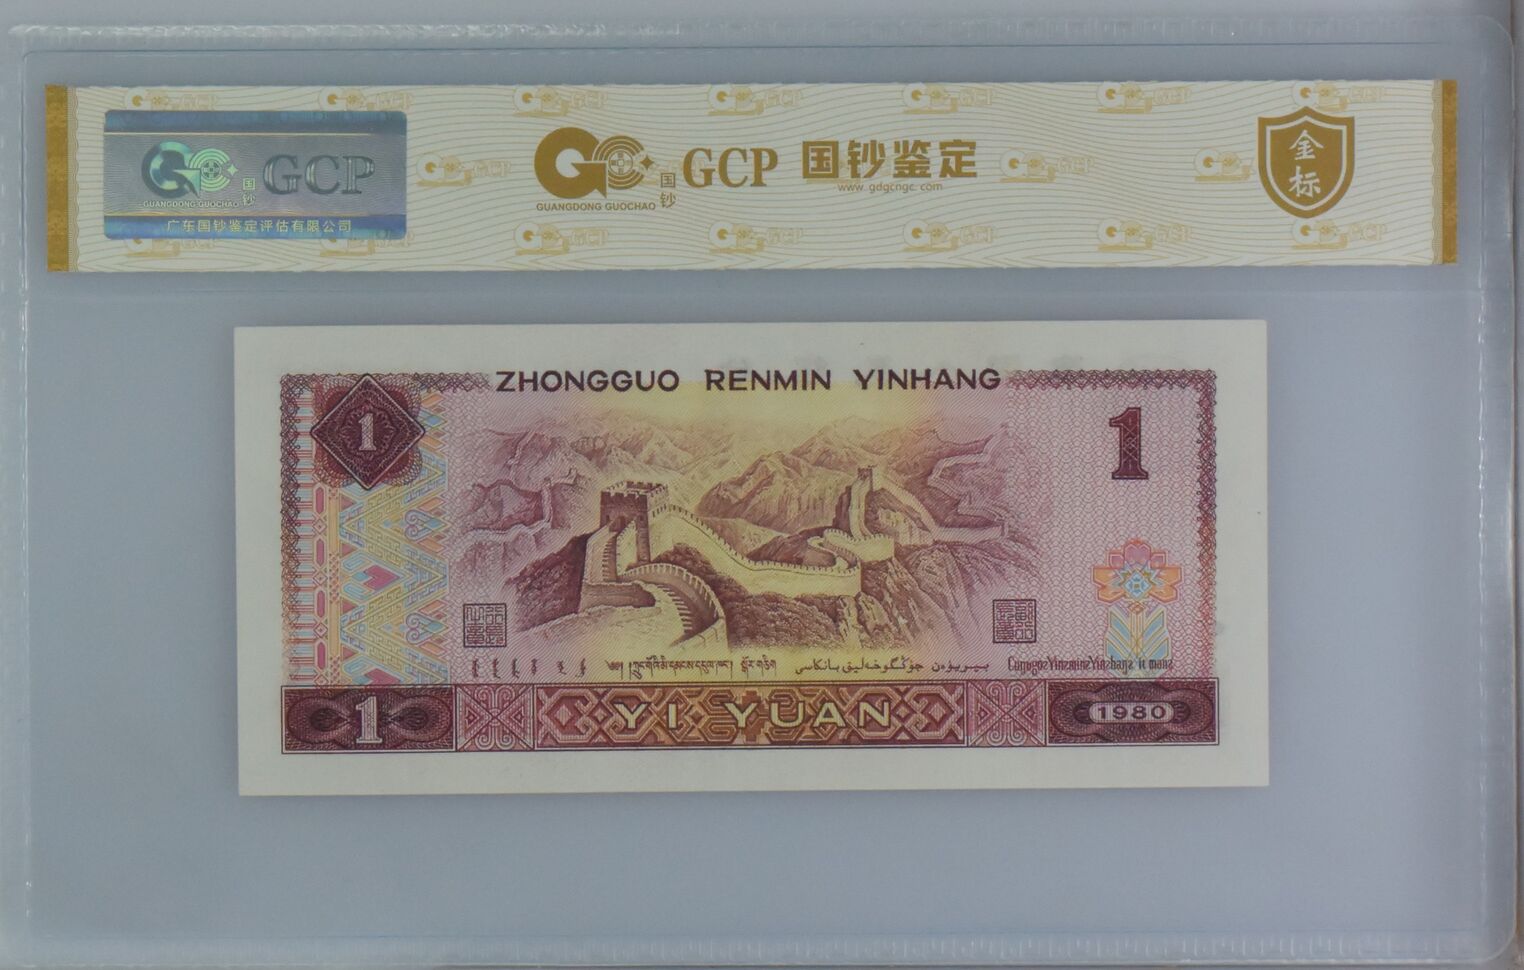 GCP
国钞
GUANGDONG GUOCHAO
广东国钞鉴定评估有限公司
GCP 国钞鉴定
www.gdgcngc.com
国钞
GUANGDONG GUOCHAO
金标
ZHONGGUO RENMIN YINHANG
1
1
1
YI YUAN
1980